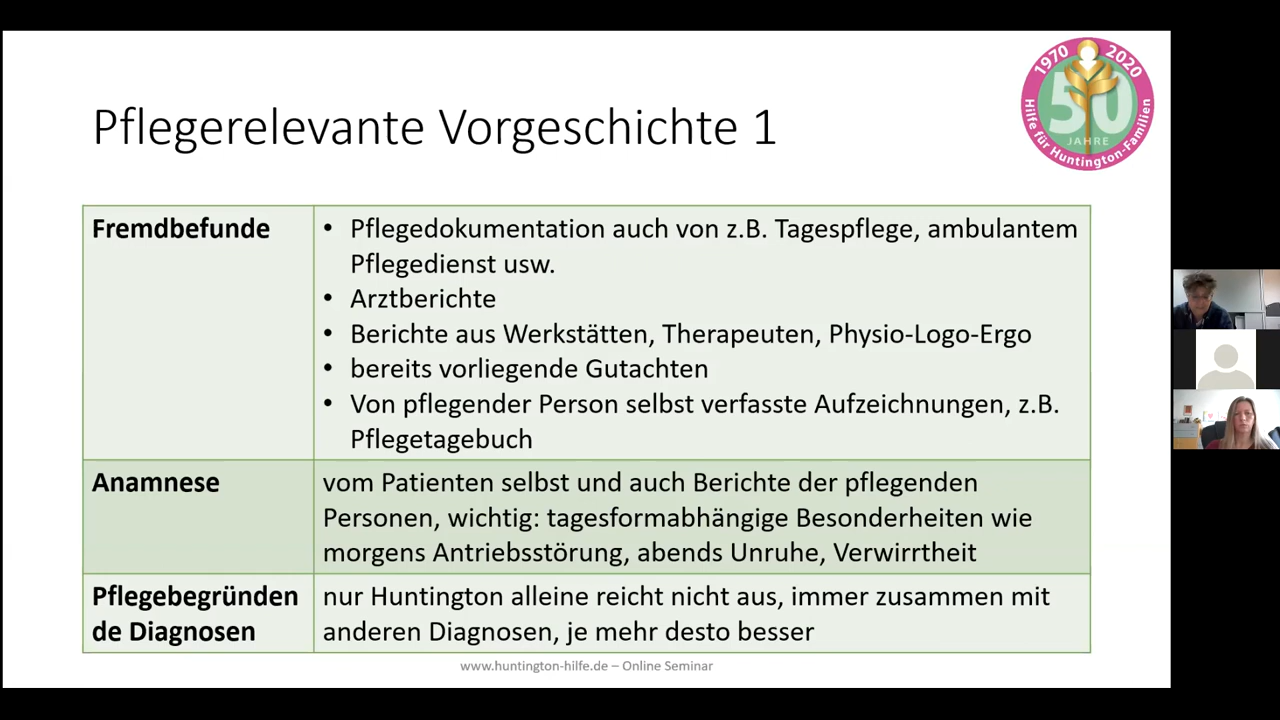 Pflegerelevante Vorgeschichte 1
1970 2020
50
JAHRE
Hilfe für Huntington-Familien
Fremdbefunde
• Pflegedokumentation auch von z.B. Tagespflege, ambulantem
Pflegedienst usw.
• Arztberichte
• Berichte aus Werkstätten, Therapeuten, Physio-Logo-Ergo
• bereits vorliegende Gutachten
• Von pflegender Person selbst verfasste Aufzeichnungen, z.B.
Pflegetagebuch
Anamnese
vom Patienten selbst und auch Berichte der pflegenden
Personen, wichtig: tagesformabhängige Besonderheiten wie
morgens Antriebsstörung, abends Unruhe, Verwirrtheit
Pflegebegründen
de Diagnosen
nur Huntington alleine reicht nicht aus, immer zusammen mit
anderen Diagnosen, je mehr desto besser
www.huntington-hilfe.de – Online Seminar